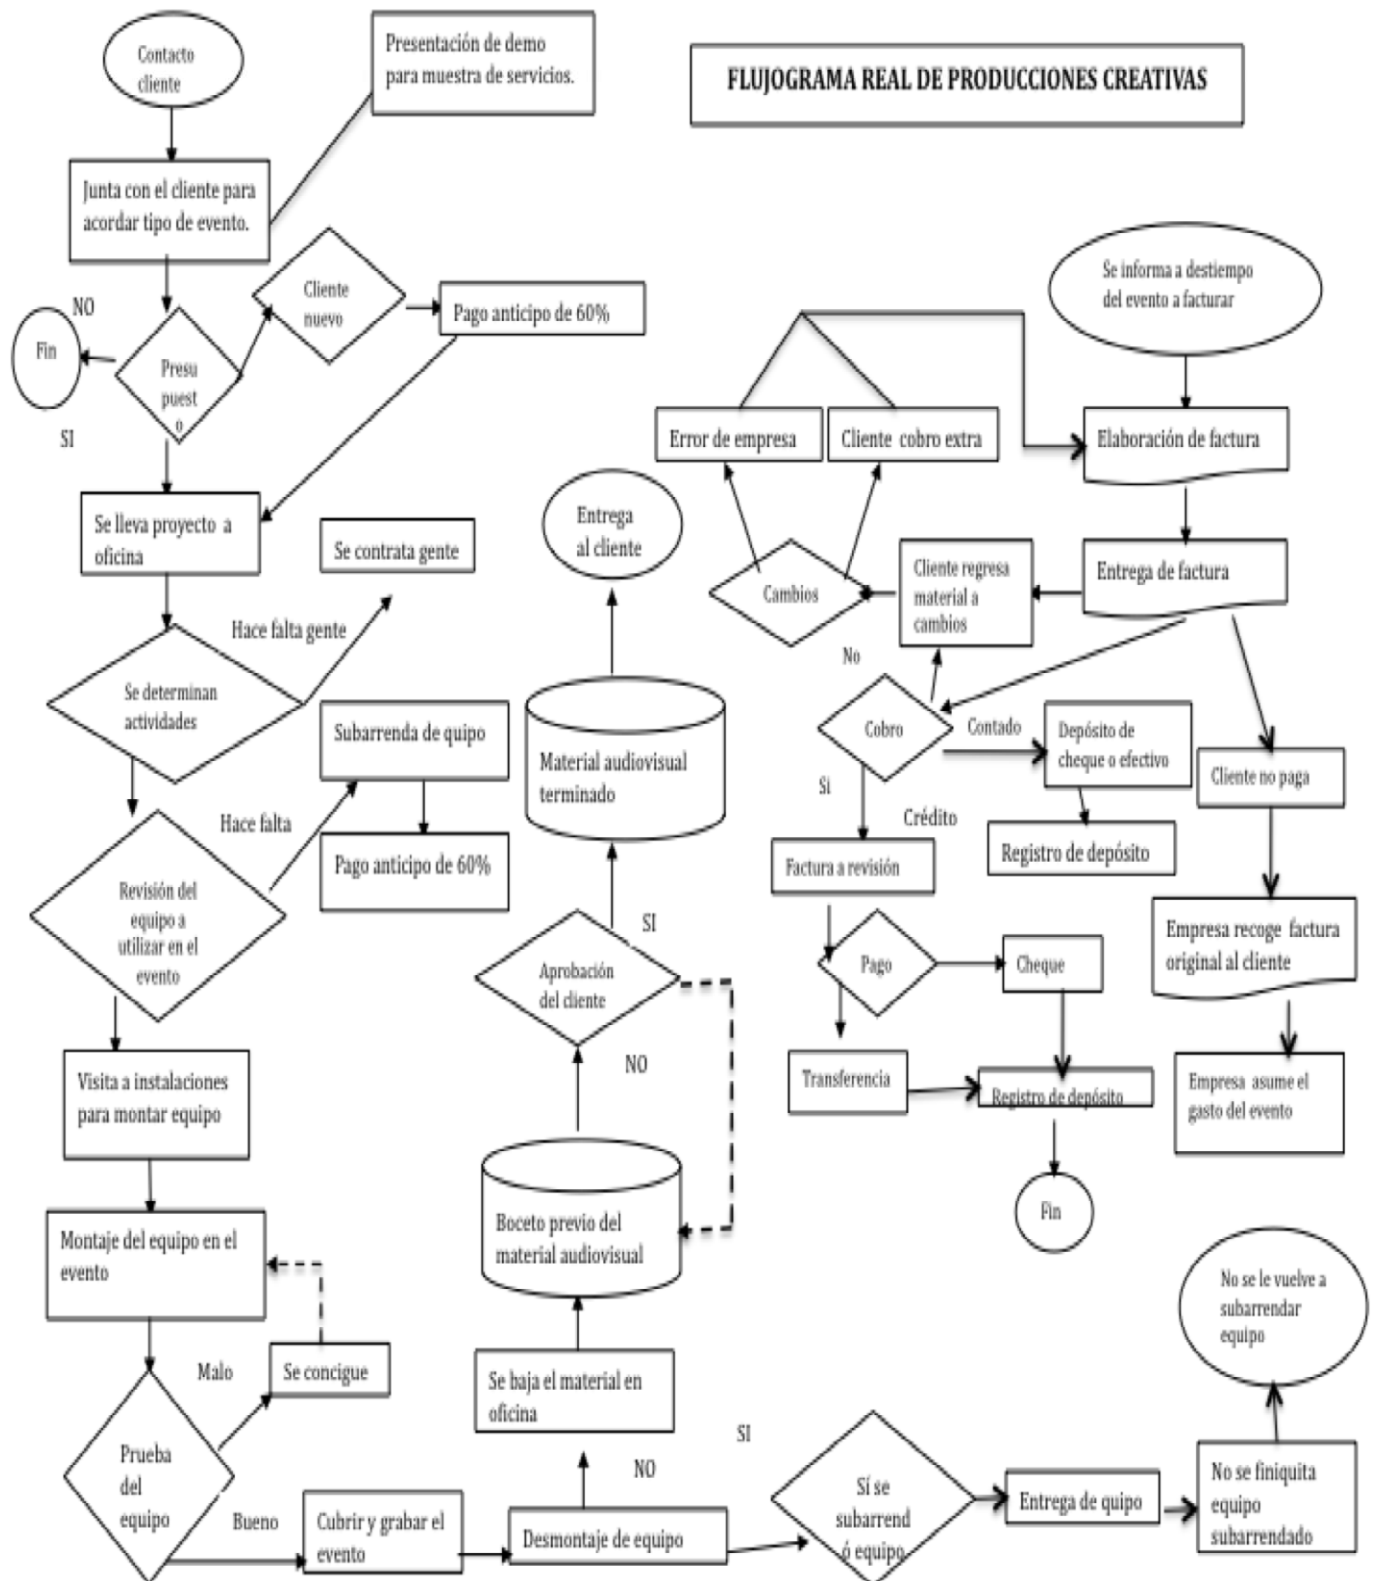 Contacto
cliente
Presentación de demo
para muestra de servicios.
FLUJOGRAMA REAL DE PRODUCCIONES CREATIVAS
Junta con el cliente para
acordar tipo de evento.
Cliente
nuevo
Pago anticipo de 60%
NO
Fin
Presu
puest
o
SI
Se lleva proyecto a
oficina
Se contrata gente
Hace falta gente
Se determinan
actividades
Subarrenda de quipo
Hace falta
Pago anticipo de 60%
Revisión del
equipo a
utilizar en el
evento
Visita a instalaciones
para montar equipo
Montaje del equipo en el
evento
Malo
Se concigue
Prueba
del
equipo
Bueno
Cubrir y grabar el
evento
Desmontaje de equipo
NO
SI
Se baja el material en
oficina
Boceto previo del
material audiovisual
NO
Aprobación
del cliente
SI
Material audiovisual
terminado
Entrega
al cliente
Sí se
subarrend
ó equipo
Entrega de quipo
No se finiquita
equipo
subarrendado
No se le vuelve a
subarrendar
equipo
Se informa a destiempo
del evento a facturar
Error de empresa
Cliente cobro extra
Elaboración de factura
Cambios
Cliente regresa
material a
cambios
Entrega de factura
No
Cobro
Contado
Depósito de
cheque o efectivo
Cliente no paga
Si
Crédito
Registro de depósito
Factura a revisión
Pago
Cheque
Empresa recoge factura
original al cliente
Transferencia
Registro de depósito
Empresa asume el
gasto del evento
Fin